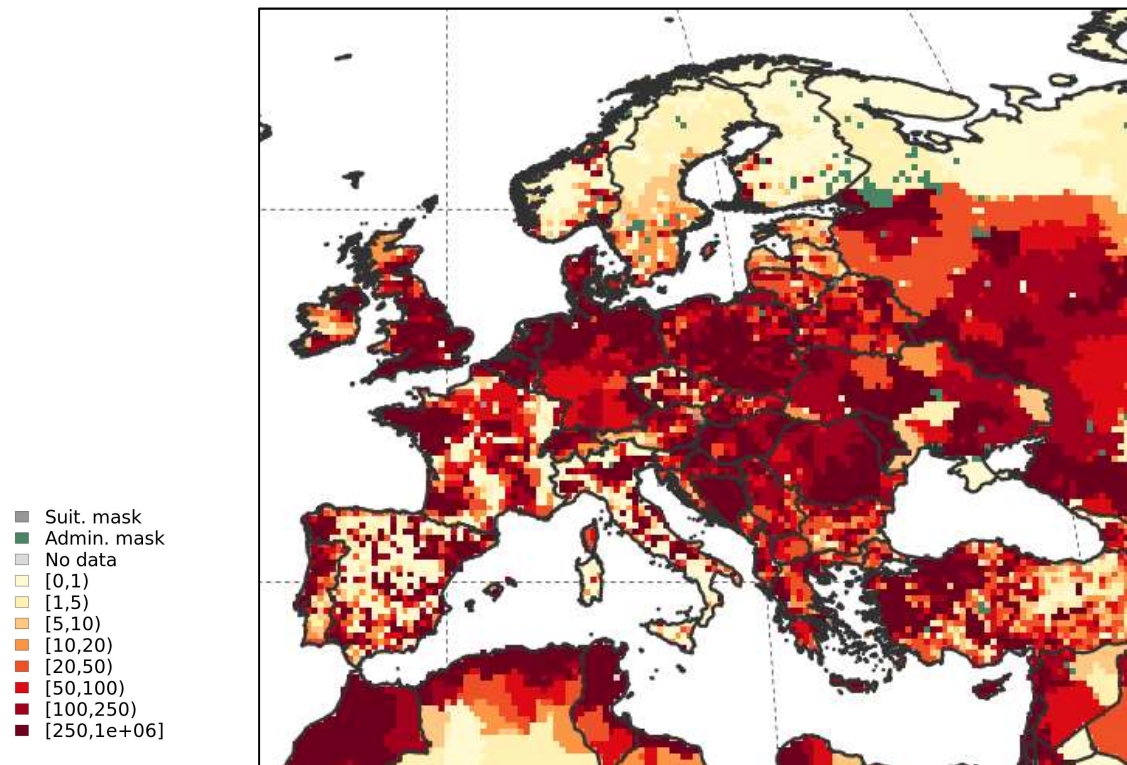 Suit. mask
Admin. mask
No data
[0,1)
[1,5)
[5,10)
[10,20)
[20,50)
[50,100)
[100,250)
[250,1e+06]